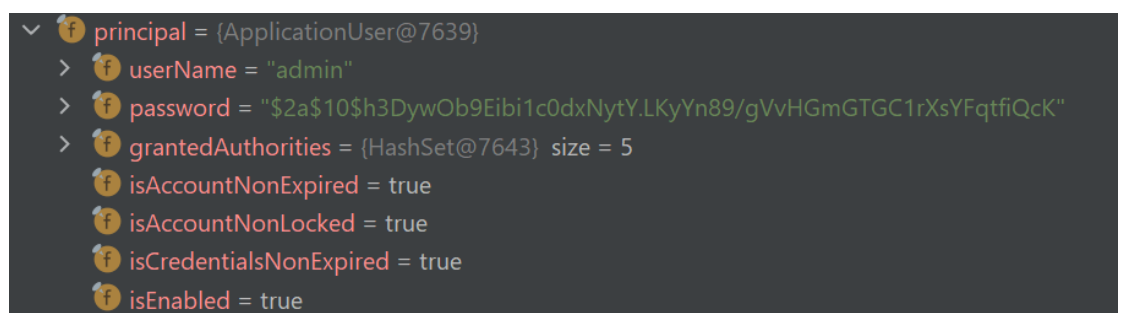 principal = {ApplicationUser@7639}
userName = "admin"
password = "$2a$10$h3DywOb9Eibi1c0dxNytY.LKyYn89/gVvHGmGTGC1rXsYFqtfiQcK"
grantedAuthorities = {HashSet@7643} size = 5
isAccountNonExpired = true
isAccountNonLocked = true
isCredentialsNonExpired = true
isEnabled = true